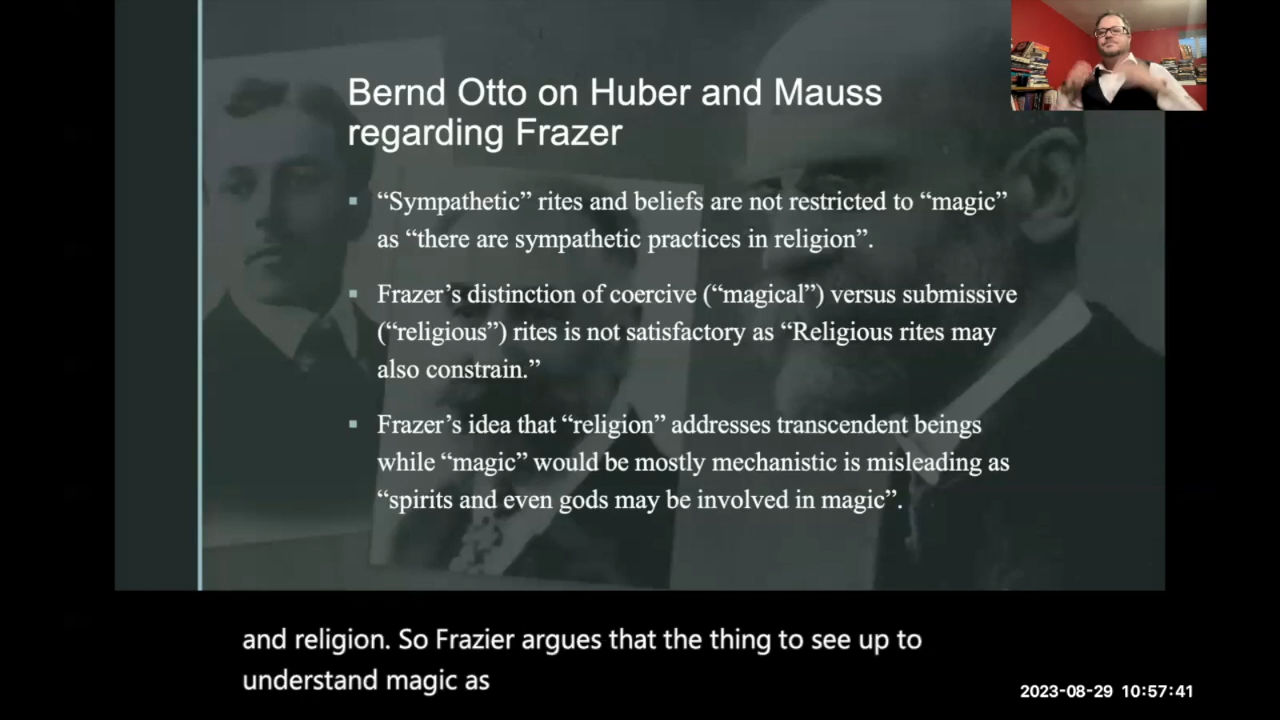 Bernd Otto on Huber and Mauss
regarding Frazer
▪ “Sympathetic” rites and beliefs are not restricted to “magic”
as “there are sympathetic practices in religion”.
▪ Frazer’s distinction of coercive (“magical”) versus submissive
(“religious”) rites is not satisfactory as “Religious rites may
also constrain.”
▪ Frazer’s idea that “religion” addresses transcendent beings
while “magic” would be mostly mechanistic is misleading as
“spirits and even gods may be involved in magic”.
and religion. So Frazier argues that the thing to see up to
understand magic as
2023-08-29 10:57:41